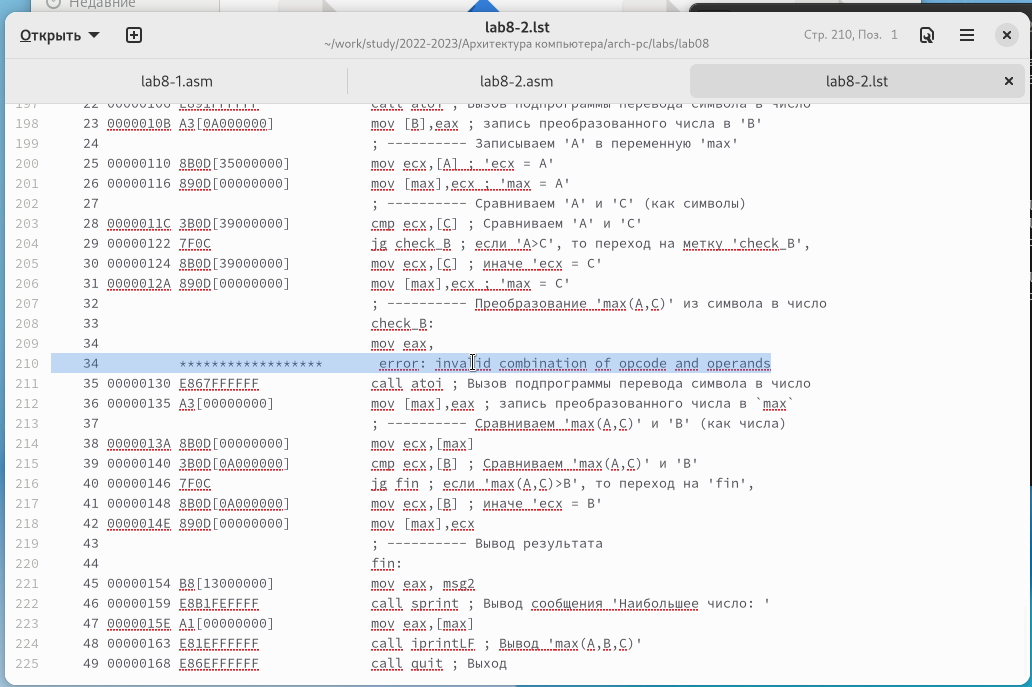 Недавние
Открыть
lab8-2.lst
~/work/study/2022-2023/Архитектура компьютера/arch-pc/labs/lab08
Стр. 210, Поз. 1
lab8-1.asm lab8-2.asm lab8-2.lst
197 22 00000106 E891FFFFFF call atoi ; Вызов подпрограммы перевода символа в число
198 23 0000010B A3[0A000000] mov [B],eax ; запись преобразованного числа в 'B'
199 24 ; ---------- Записываем 'A' в переменную 'max'
200 25 00000110 8B0D[35000000] mov ecx,[A] ; 'ecx = A'
201 26 00000116 890D[00000000] mov [max],ecx ; 'max = A'
202 27 ; ---------- Сравниваем 'A' и 'С' (как символы)
203 28 0000011C 3B0D[39000000] cmp ecx,[C] ; Сравниваем 'A' и 'С'
204 29 00000122 7F0C jg check_B ; если 'A>C', то переход на метку 'check_B',
205 30 00000124 8B0D[39000000] mov ecx,[C] ; иначе 'ecx = C'
206 31 0000012A 890D[00000000] mov [max],ecx ; 'max = C'
207 32 ; ---------- Преобразование 'max(A,C)' из символа в число
208 33 check_B:
209 34 mov eax,
210 34 ****************** error: invalid combination of opcode and operands
211 35 00000130 E867FFFFFF call atoi ; Вызов подпрограммы перевода символа в число
212 36 00000135 A3[00000000] mov [max],eax ; запись преобразованного числа в `max`
213 37 ; ---------- Сравниваем 'max(A,C)' и 'B' (как числа)
214 38 0000013A 8B0D[00000000] mov ecx,[max]
215 39 00000140 3B0D[0A000000] cmp ecx,[B] ; Сравниваем 'max(A,C)' и 'B'
216 40 00000146 7F0C jg fin ; если 'max(A,C)>B', то переход на 'fin',
217 41 00000148 8B0D[0A000000] mov ecx,[B] ; иначе 'ecx = B'
218 42 0000014E 890D[00000000] mov [max],ecx
219 43 ; ---------- Вывод результата
220 44 fin:
221 45 00000154 B8[13000000] mov eax, msg2
222 46 00000159 E8B1FEFFFF call sprint ; Вывод сообщения 'Наибольшее число: '
223 47 0000015E A1[00000000] mov eax,[max]
224 48 00000163 E81EFFFFFF call iprintLF ; Вывод 'max(A,B,C)'
225 49 00000168 E86EFFFFFF call quit ; Выход